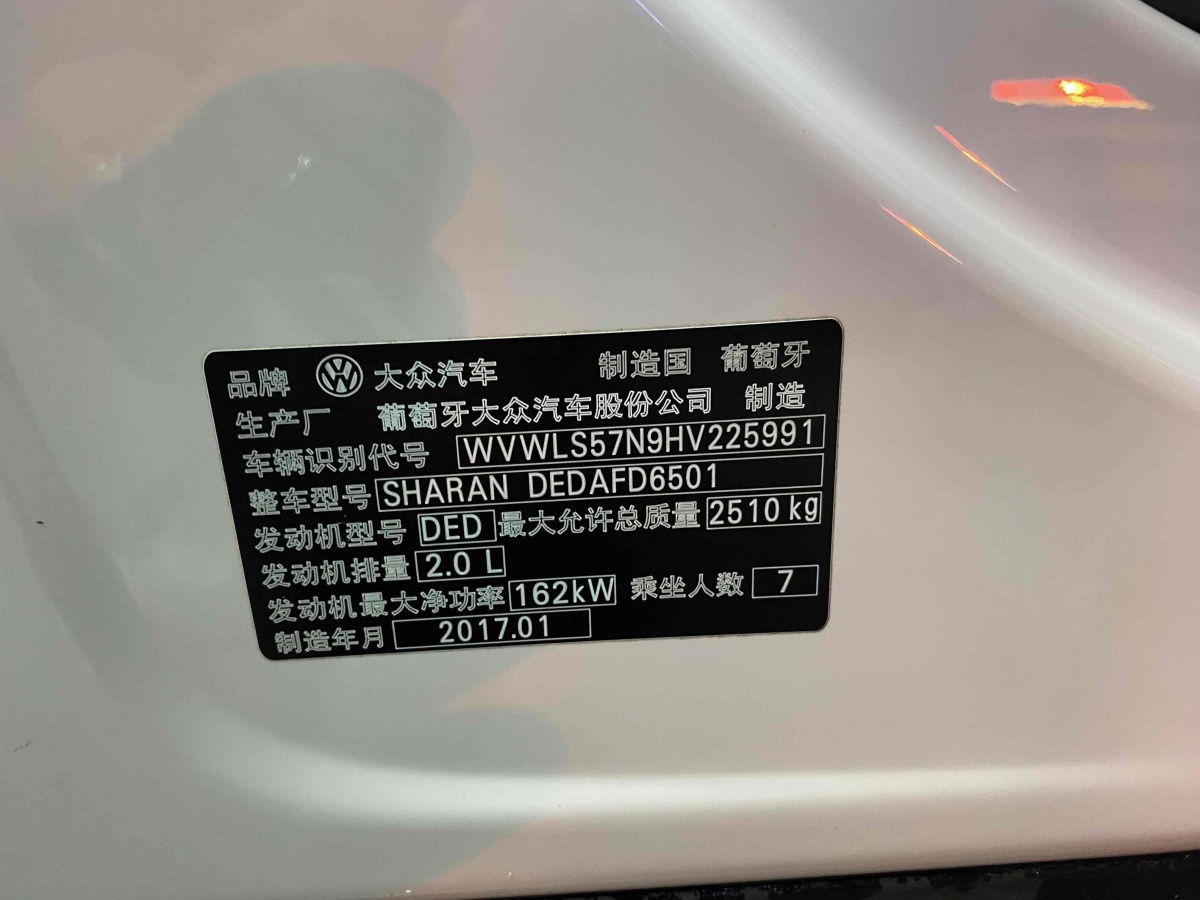 品牌 大众汽车 制造国 葡萄牙
生产厂 葡萄牙大众汽车股份公司 制造
车辆识别代号 WVWLS57N9HV225991
整车型号 SHARAN DEDAFD6501
发动机型号 DED 最大允许总质量 2510 kg
发动机排量 2.0 L
发动机最大净功率 162kW 乘坐人数 7
制造年月 2017.01